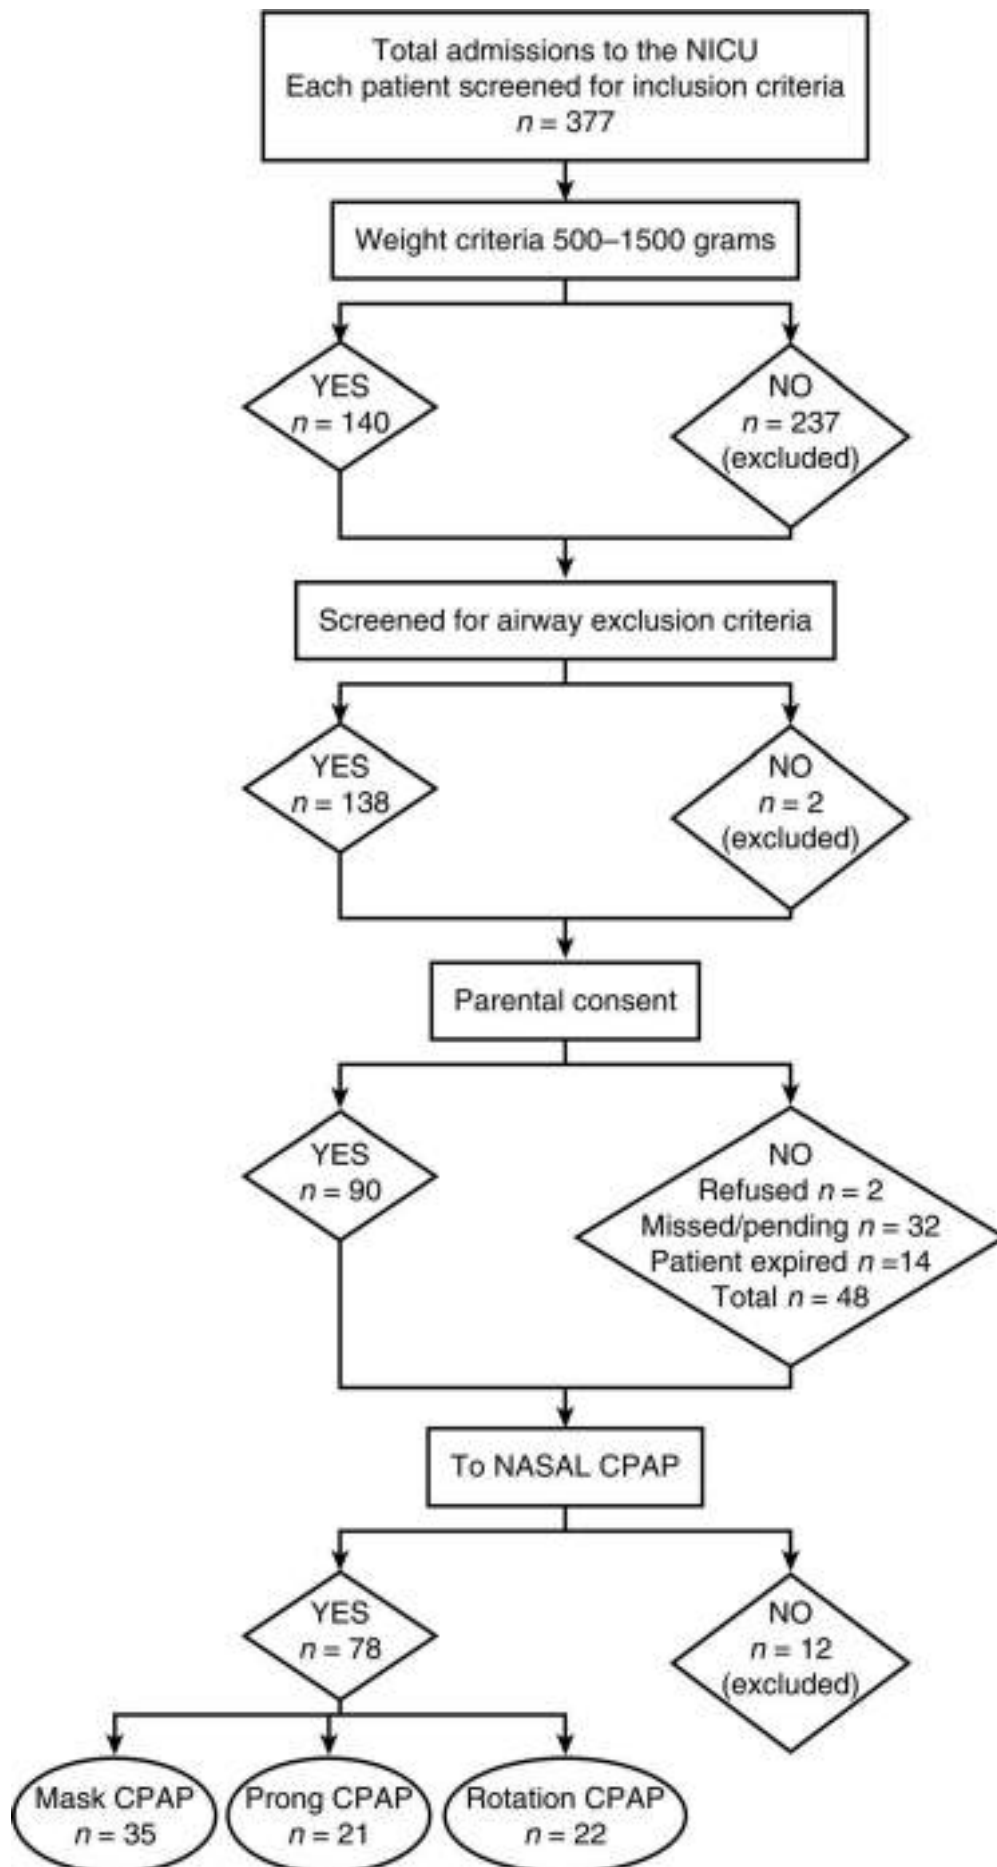 Total admissions to the NICU
Each patient screened for inclusion criteria
n = 377
Weight criteria 500–1500 grams
YES
n = 140
NO
n = 237
(excluded)
Screened for airway exclusion criteria
YES
n = 138
NO
n = 2
(excluded)
Parental consent
YES
n = 90
NO
Refused n = 2
Missed/pending n = 32
Patient expired n =14
Total n = 48
To NASAL CPAP
YES
n = 78
NO
n = 12
(excluded)
Mask CPAP
n = 35
Prong CPAP
n = 21
Rotation CPAP
n = 22